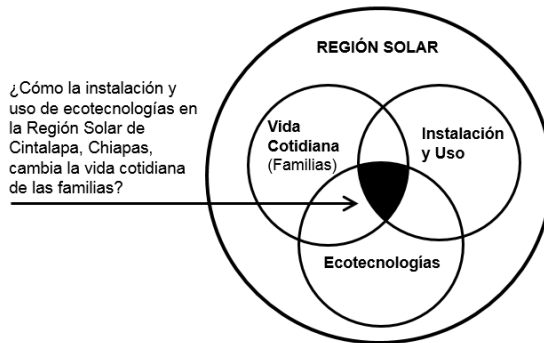 REGIÓN SOLAR
¿Cómo la instalación y
uso de ecotecnologías en
la Región Solar de
Cintalapa, Chiapas,
cambia la vida cotidiana
de las familias?
Vida
Cotidiana
(Familias)
Instalación
y Uso
Ecotecnologías